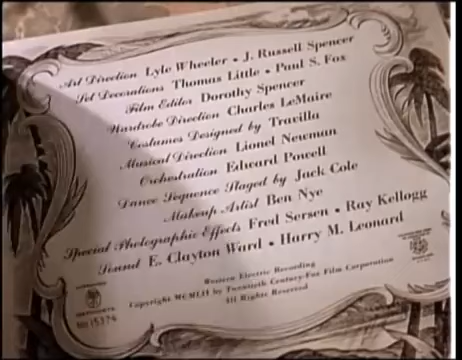 Art Direction Lyle Wheeler • J. Russell Spencer
Set Decorations Thomas Little • Paul S. Fox
Film Editor Dorothy Spencer
Wardrobe Direction Charles LeMaire
Costumes Designed by Travilla
Musical Direction Lionel Newman
Orchestration Edward Powell
Dance Sequence Staged by Jack Cole
Makeup Artist Ben Nye
Special Photographic Effects Fred Sersen • Ray Kellogg
Sound E. Clayton Ward • Harry M. Leonard
Western Electric Recording
Copyright MCMLII by Twentieth Century-Fox Film Corporation
All Rights Reserved